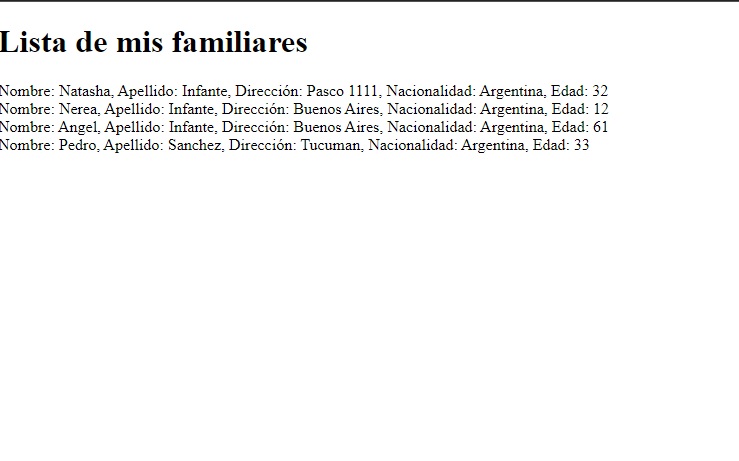 Lista de mis familiares
Nombre: Natasha, Apellido: Infante, Dirección: Pasco 1111, Nacionalidad: Argentina, Edad: 32
Nombre: Nerea, Apellido: Infante, Dirección: Buenos Aires, Nacionalidad: Argentina, Edad: 12
Nombre: Angel, Apellido: Infante, Dirección: Buenos Aires, Nacionalidad: Argentina, Edad: 61
Nombre: Pedro, Apellido: Sanchez, Dirección: Tucuman, Nacionalidad: Argentina, Edad: 33